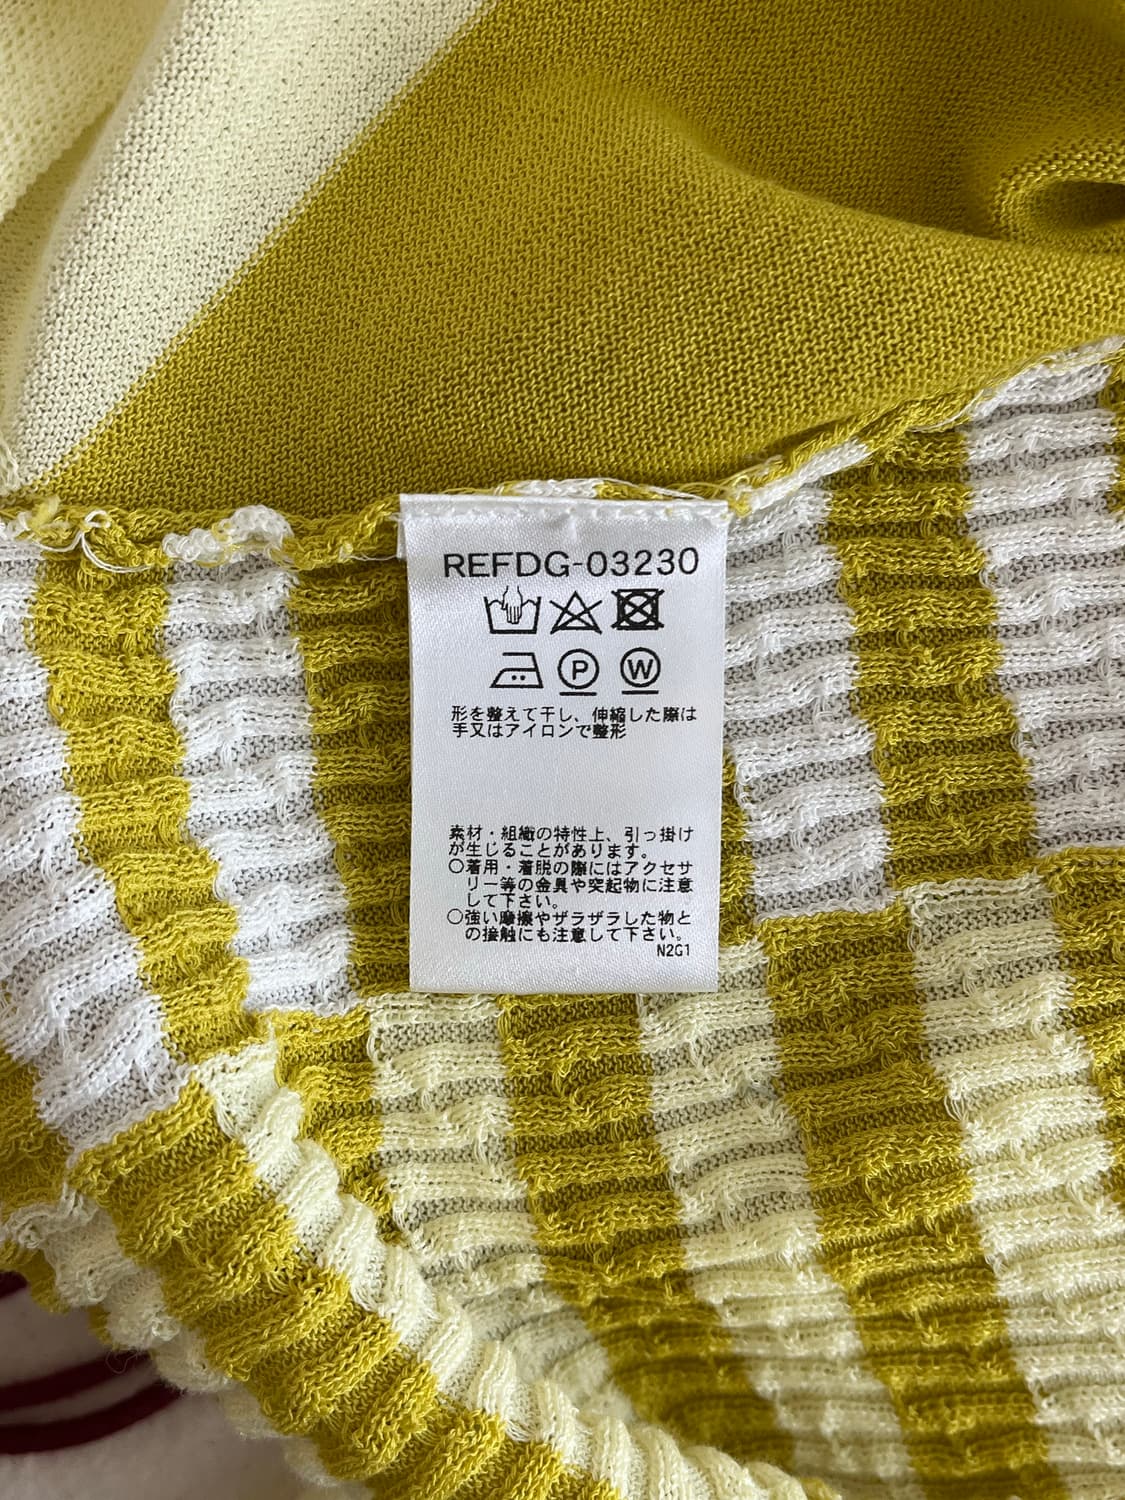 REFDG-03230
P W
形を整えて干し、伸縮した際は
手又はアイロンで整形
素材・組織の特性上、引っ掛け
が生じることがあります。
○着用・着脱の際にはアクセサ
リー等の金具や突起物に注意
して下さい。
○強い摩擦やザラザラした物と
の接触にも注意して下さい。
N2G1